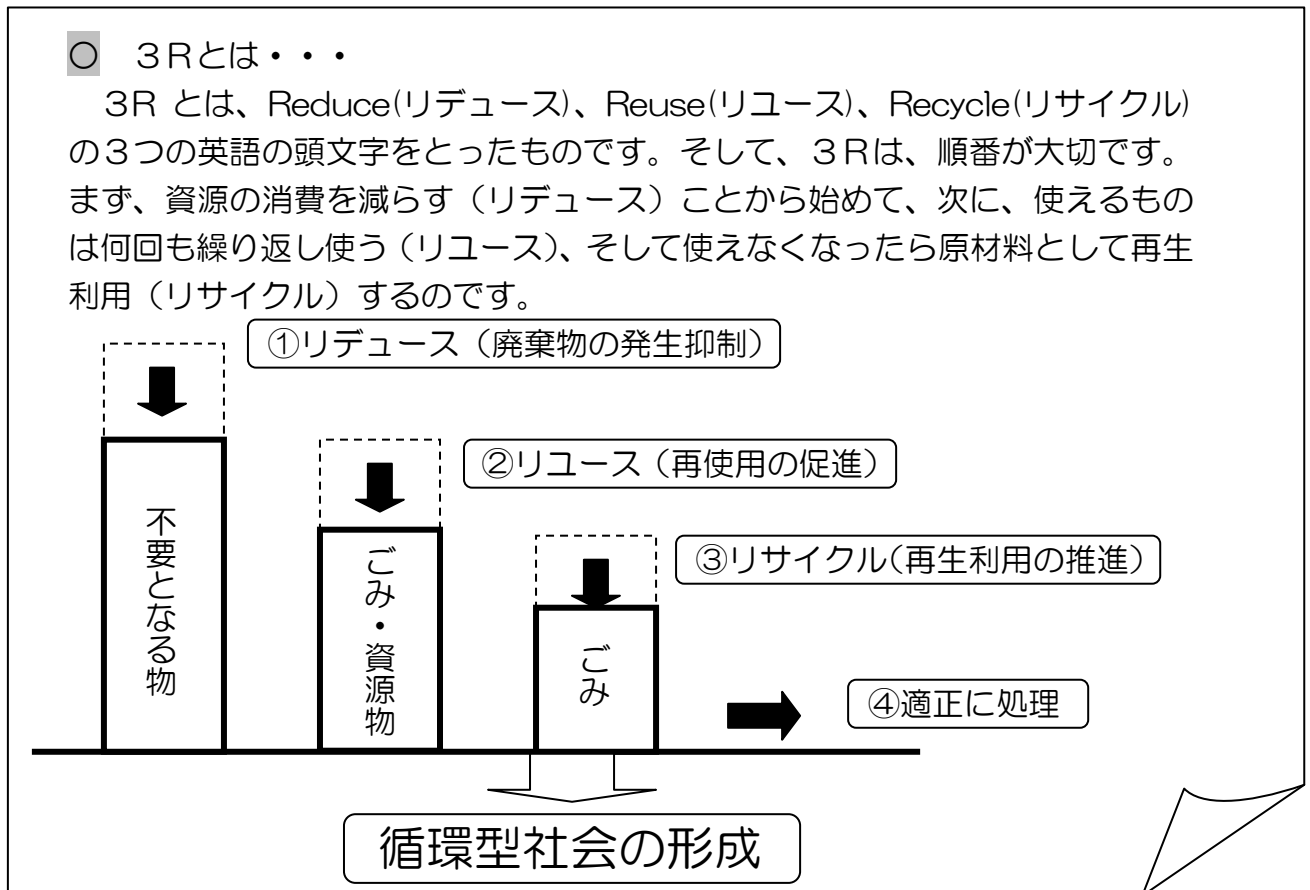 ○ 3Rとは・・・
3R とは、Reduce(リデュース)、Reuse(リユース)、Recycle(リサイクル)
の3つの英語の頭文字をとったものです。そして、3Rは、順番が大切です。
まず、資源の消費を減らす（リデュース）ことから始めて、次に、使えるもの
は何回も繰り返し使う（リユース）、そして使えなくなったら原材料として再生
利用（リサイクル）するのです。
①リデュース（廃棄物の発生抑制）
②リユース（再使用の促進）
③リサイクル（再生利用の推進）
不要となる物
ごみ・資源物
ごみ
④適正に処理
循環型社会の形成